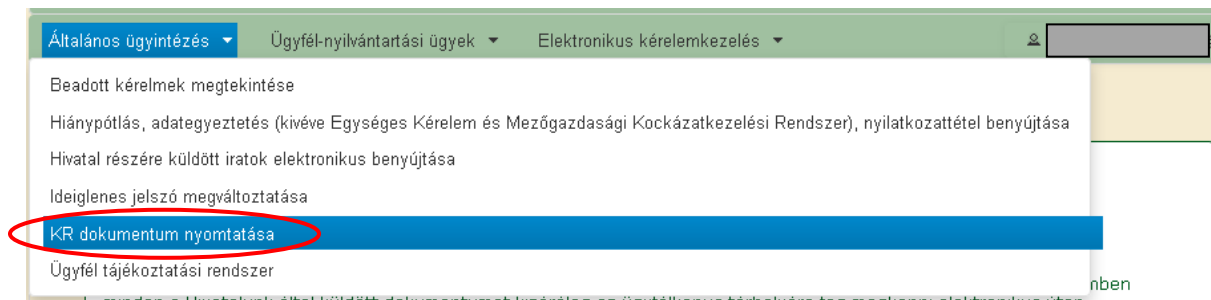 Általános ügyintézés Ügyfél-nyilvántartási ügyek Elektronikus kérelemkezelés
Beadott kérelmek megtekintése
Hiánypótlás, adategyeztetés (kivéve Egységes Kérelem és Mezőgazdasági Kockázatkezelési Rendszer), nyilatkozattétel benyújtása
Hivatal részére küldött iratok elektronikus benyújtása
Ideiglenes jelszó megváltoztatása
KR dokumentum nyomtatása
Ügyfél tájékoztatási rendszer
mben